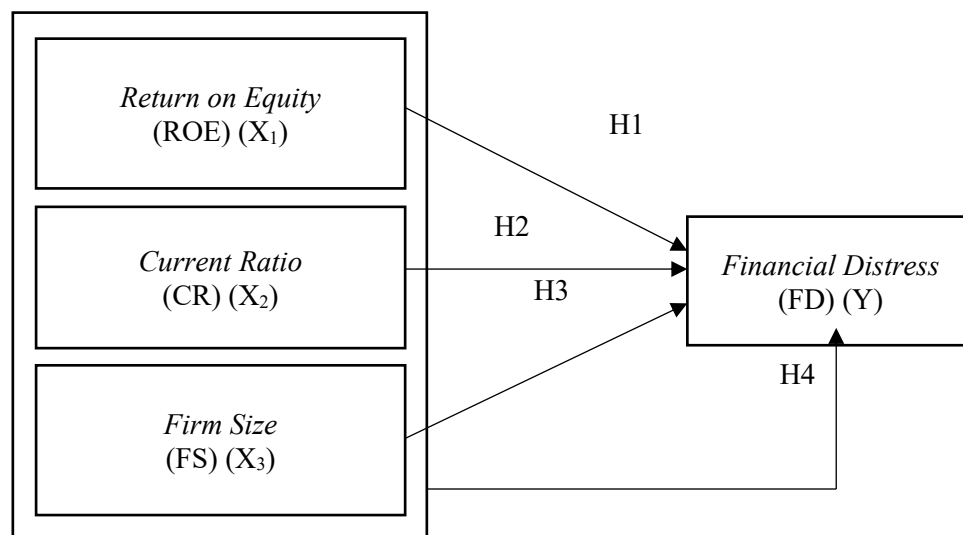 Return on Equity
(ROE) (X₁)
H1
H2
Current Ratio
(CR) (X₂)
H3
Financial Distress
(FD) (Y)
H4
Firm Size
(FS) (X₃)